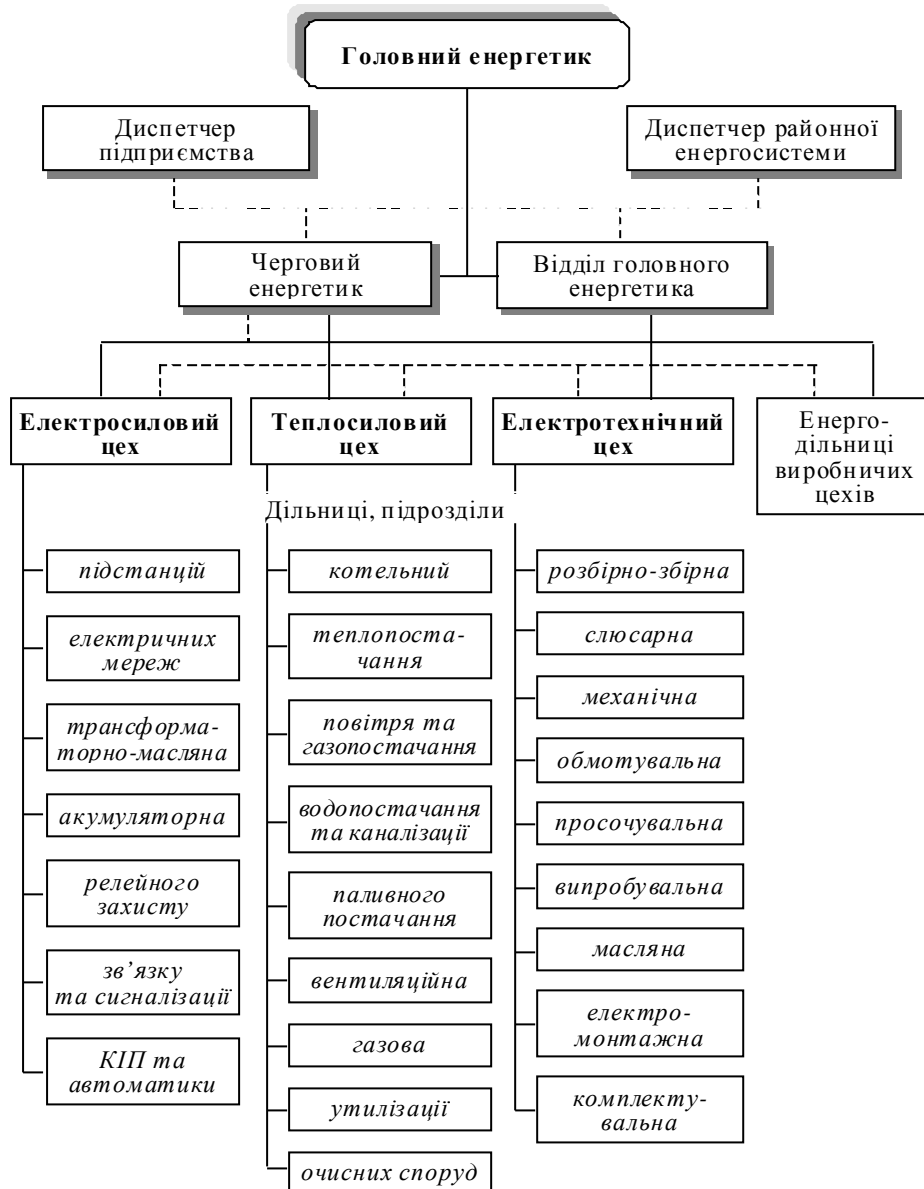 Головний енергетик
Диспетчер
підприємства
Диспетчер районної
енергосистеми
Черговий
енергетик
Відділ головного
енергетика
Електросиловий
цех
Теплосиловий
цех
Електротехнічний
цех
Енерго-
дільниці
виробничих
цехів
Дільниці, підрозділи
підстанцій
електричних
мереж
трансформа-
торно-масляна
акумуляторна
релейного
захисту
зв’язку
та сигналізації
КІП та
автоматики
котельний
теплопоста-
чання
повітря та
газопостачання
водопостачання
та каналізації
паливного
постачання
вентиляційна
газова
утилізації
очисних споруд
розбірно-збірна
слюсарна
механічна
обмотувальна
просочувальна
випробувальна
масляна
електро-
монтажна
комплекту-
вальна